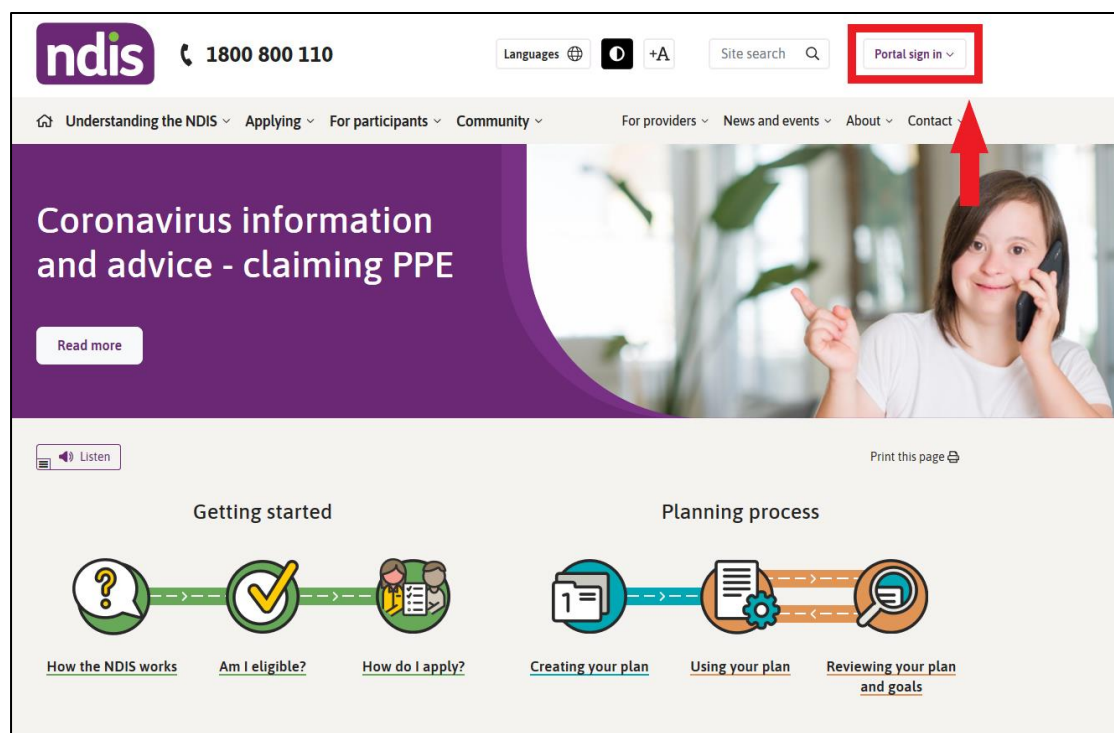 ndis
1800 800 110
Languages
+A
Site search
Portal sign in
Understanding the NDIS
Applying
For participants
Community
For providers
News and events
About
Contact
Coronavirus information
and advice - claiming PPE
Read more
Listen
Print this page
Getting started
Planning process
?
1
How the NDIS works
Am I eligible?
How do I apply?
Creating your plan
Using your plan
Reviewing your plan
and goals